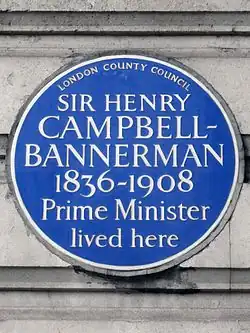 LONDON COUNTY COUNCIL
SIR HENRY
CAMPBELL-
BANNERMAN
1836-1908
Prime Minister
lived here